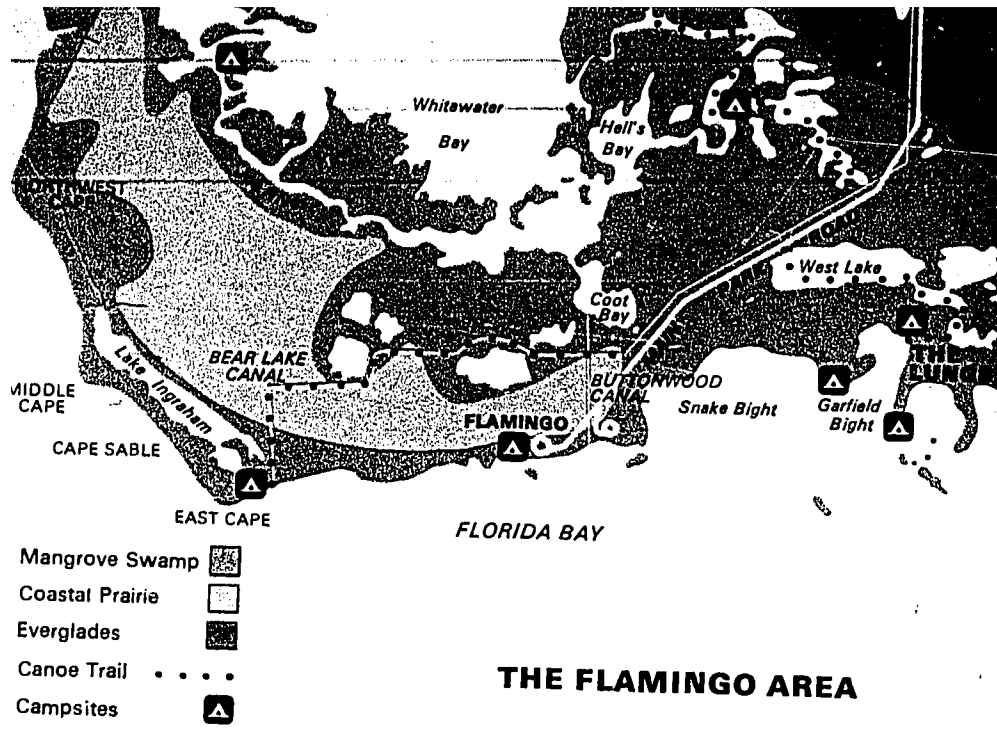 Whitewater
Bay
Hell's
Bay
NORTHWEST
CAPE
West Lake
Coot
Bay
BEAR LAKE
CANAL
THE
LUNGS
Lake Ingraham
MIDDLE
CAPE
BUTTONWOOD
CANAL
Snake Bight
Garfield
Bight
FLAMINGO
CAPE SABLE
EAST CAPE
FLORIDA BAY
Mangrove Swamp
Coastal Prairie
Everglades
Canoe Trail
Campsites
THE FLAMINGO AREA